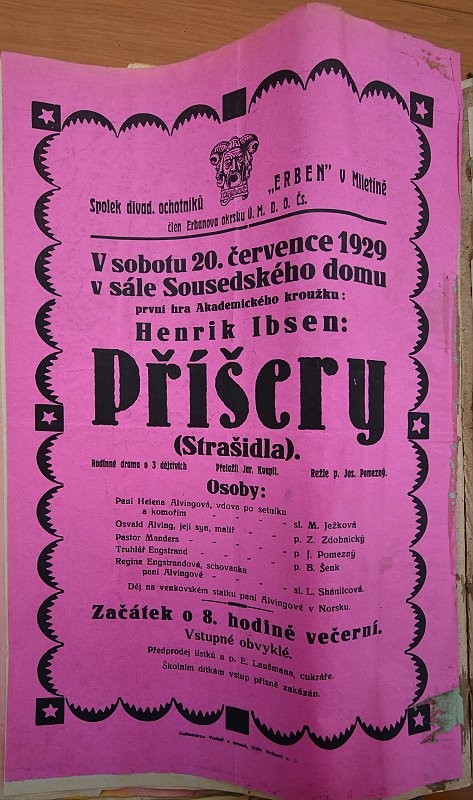 Spolek divad. ochotníků „ERBEN” v Miletíně
člen Erbenova okrsku Ú. M. D. O. Čs.
V sobotu 20. července 1929
v sále Sousedského domu
první hra Akademického kroužku:
Henrik Ibsen:
Příšery
(Strašidla).
Rodinné drama o 3 dějstvích Přeložil Jar. Kvapil. Režie p. Jos. Pomezný.
Osoby:
Paní Helena Alvingová, vdova po setníku
a komořím - - - - sl. M. Ježková
Osvald Alving, její syn, malíř - - - p. Z. Zdobnický
Pastor Manders - - - - - - p. J. Pomezný
Truhlář Engstrand - - - - - p. B. Šenk
Regina Engstrandová, schovanka
paní Alvingové - - - - sl. L. Shánilcová.
Děj na venkovském statku paní Alvingové v Norsku.
Začátek o 8. hodině večerní.
Vstupné obvyklé.
Předprodej lístků u p. E. Laušmana, cukráře.
Školním dítkám vstup přísně zakázán.